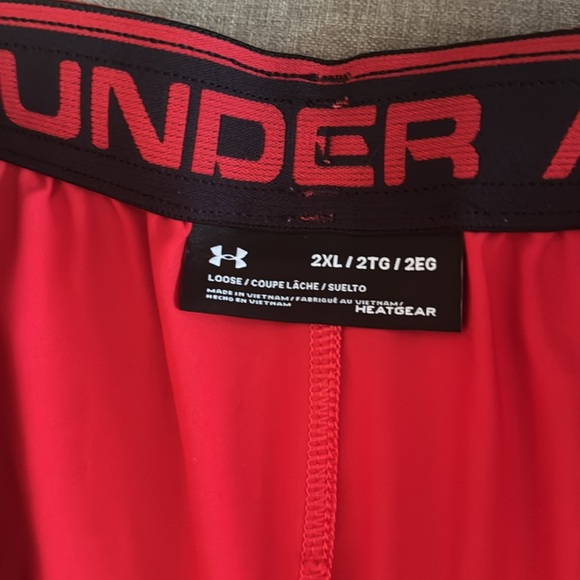 UNDER A
2XL / 2TG / 2EG
LOOSE / COUPE LÂCHE / SUELTO
MADE IN VIETNAM / FABRIQUÉ AU VIETNAM /
HECHO EN VIETNAM
HEATGEAR